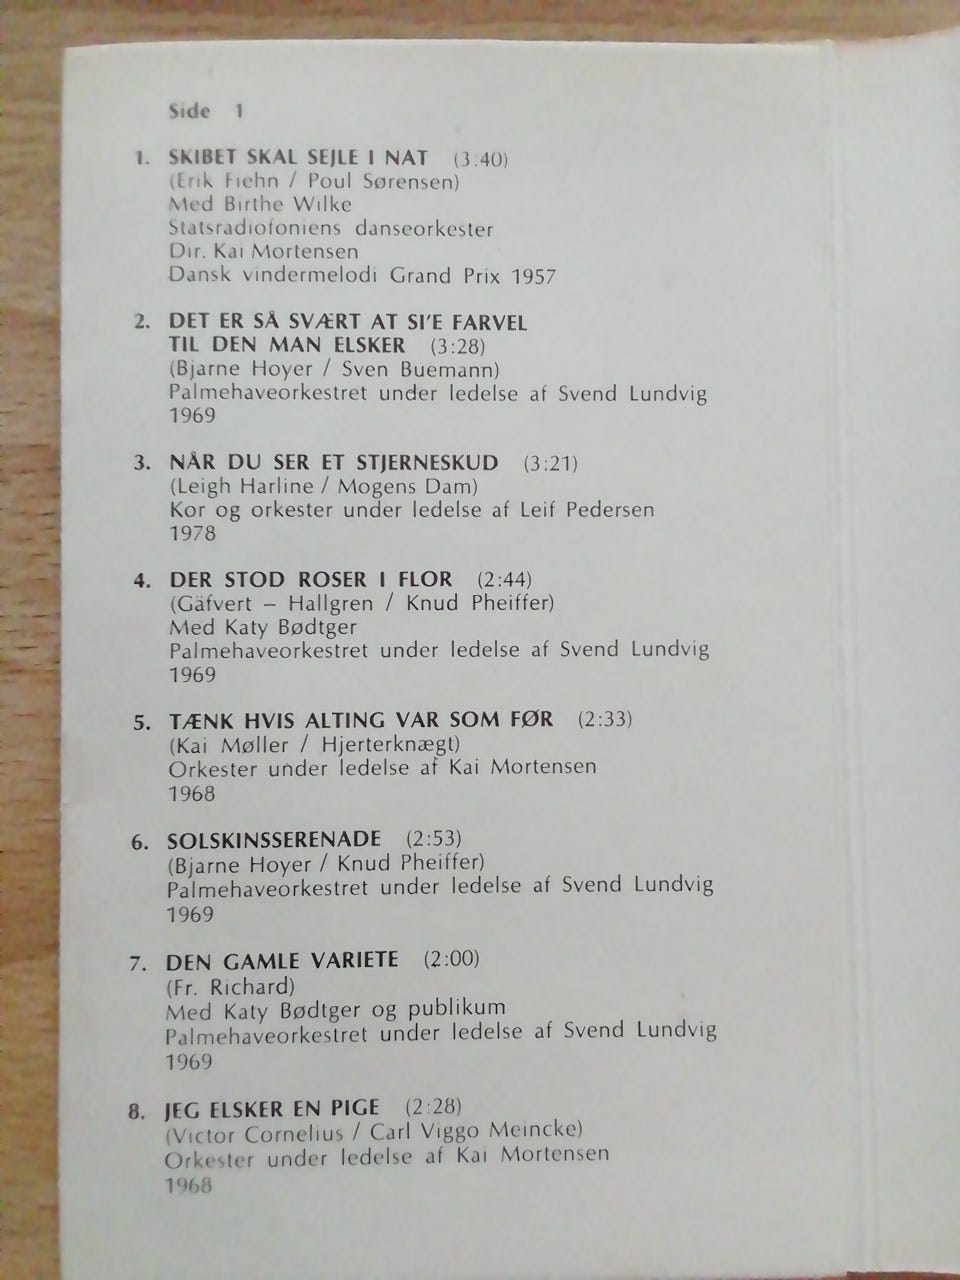 Side 1
1. SKIBET SKAL SEJLE I NAT (3:40)
(Erik Fiehn / Poul Sørensen)
Med Birthe Wilke
Statsradiofoniens danseorkester
Dir. Kai Mortensen
Dansk vindermelodi Grand Prix 1957
2. DET ER SÅ SVÆRT AT SI'E FARVEL
TIL DEN MAN ELSKER (3:28)
(Bjarne Hoyer / Sven Buemann)
Palmehaveorkestret under ledelse af Svend Lundvig
1969
3. NÅR DU SER ET STJERNESKUD (3:21)
(Leigh Harline / Mogens Dam)
Kor og orkester under ledelse af Leif Pedersen
1978
4. DER STOD ROSER I FLOR (2:44)
(Gäfvert – Hallgren / Knud Pheiffer)
Med Katy Bødtger
Palmehaveorkestret under ledelse af Svend Lundvig
1969
5. TÆNK HVIS ALTING VAR SOM FØR (2:33)
(Kai Møller / Hjerterknægt)
Orkester under ledelse af Kai Mortensen
1968
6. SOLSKINSSERENADE (2:53)
(Bjarne Hoyer / Knud Pheiffer)
Palmehaveorkestret under ledelse af Svend Lundvig
1969
7. DEN GAMLE VARIETE (2:00)
(Fr. Richard)
Med Katy Bødtger og publikum
Palmehaveorkestret under ledelse af Svend Lundvig
1969
8. JEG ELSKER EN PIGE (2:28)
(Victor Cornelius / Carl Viggo Meincke)
Orkester under ledelse af Kai Mortensen
1968